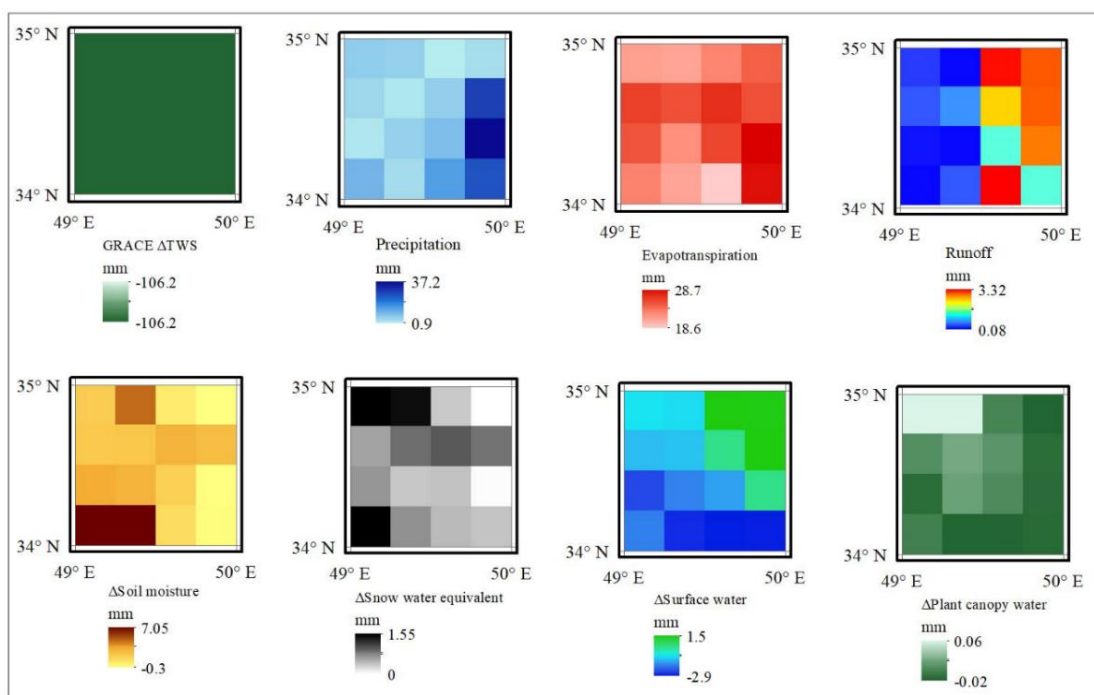 35° N
34° N
49° E
50° E
GRACE ΔTWS
mm
-106.2
-106.2
35° N
34° N
49° E
50° E
Precipitation
mm
37.2
0.9
35° N
34° N
49° E
50° E
Evapotranspiration
mm
28.7
18.6
35° N
34° N
49° E
50° E
Runoff
mm
3.32
0.08
35° N
34° N
49° E
50° E
ΔSoil moisture
mm
7.05
-0.3
35° N
34° N
49° E
50° E
ΔSnow water equivalent
mm
1.55
0
35° N
34° N
49° E
50° E
ΔSurface water
mm
1.5
-2.9
35° N
34° N
49° E
50° E
ΔPlant canopy water
mm
0.06
-0.02